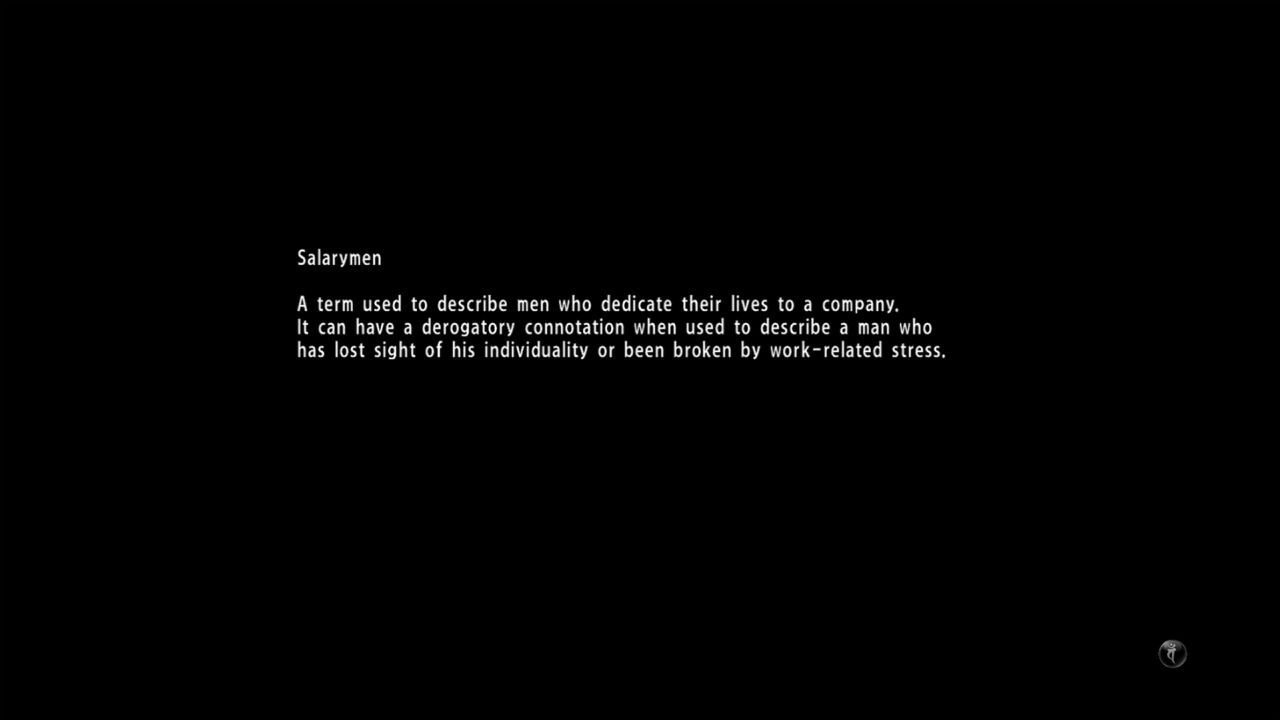 Salarymen
A term used to describe men who dedicate their lives to a company.
It can have a derogatory connotation when used to describe a man who
has lost sight of his individuality or been broken by work-related stress.